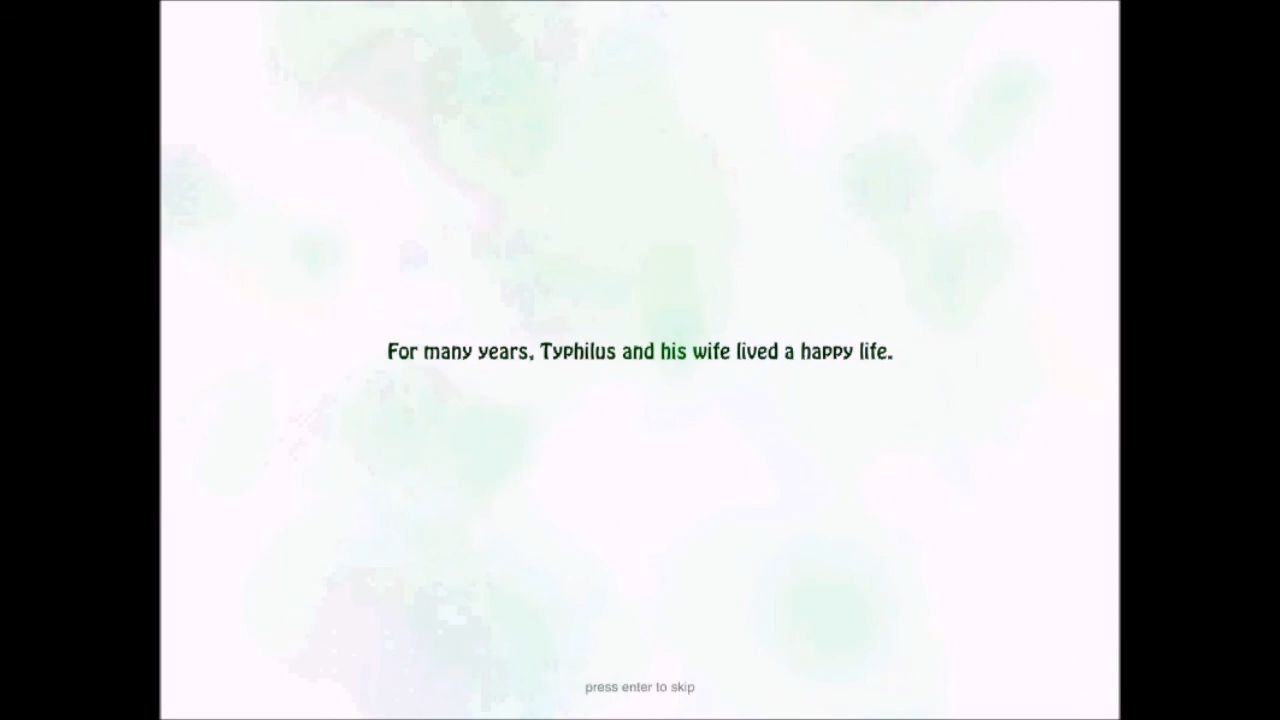 For many years, Typhilus and his wife lived a happy life.
press enter to skip